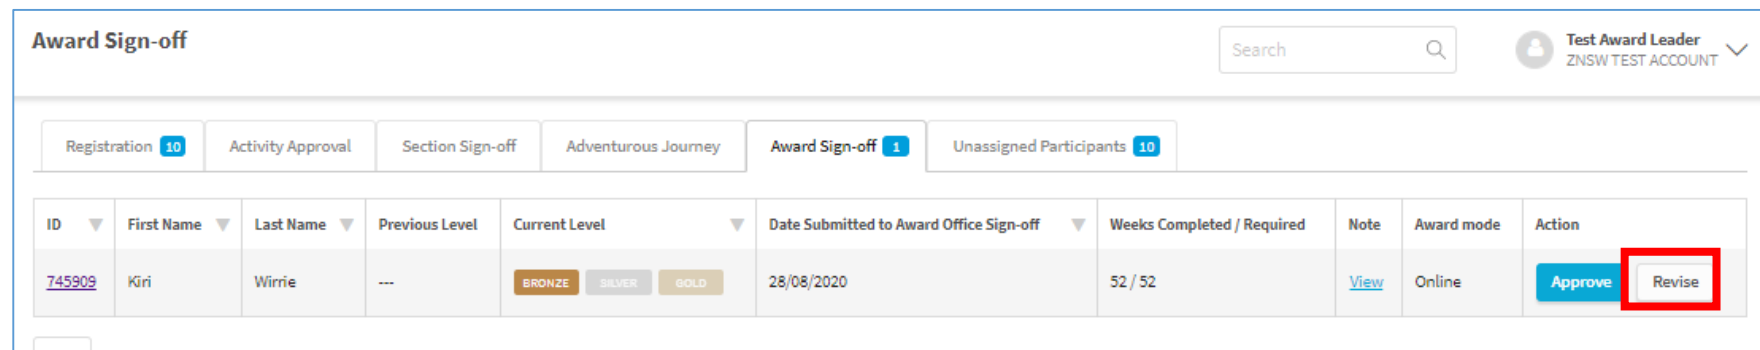 Award Sign-off
Search
Test Award Leader
ZNSW TEST ACCOUNT
Registration 10 Activity Approval Section Sign-off Adventurous Journey Award Sign-off 1 Unassigned Participants 10
ID First Name Last Name Previous Level Current Level Date Submitted to Award Office Sign-off Weeks Completed / Required Note Award mode Action
745909 Kiri Wirrie --- BRONZE SILVER GOLD 28/08/2020 52 / 52 View Online Approve Revise